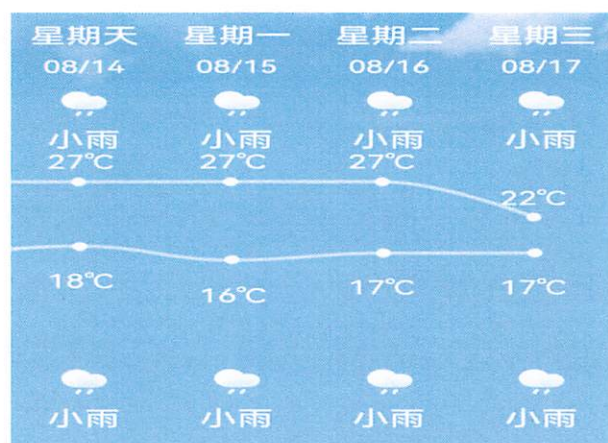 星期天 星期一 星期二 星期三
08/14 08/15 08/16 08/17
小雨 小雨 小雨 小雨
27℃ 27℃ 27℃
22℃
18℃ 16℃ 17℃ 17℃
小雨 小雨 小雨 小雨